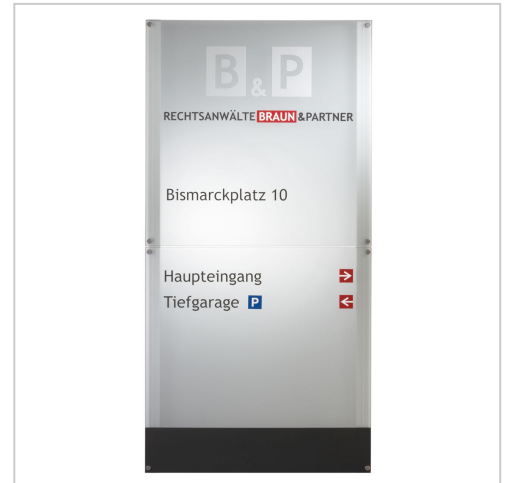 B&P
RECHTSANWÄLTE BRAUN &PARTNER
Bismarckplatz 10
Haupteingang →
Tiefgarage P ←